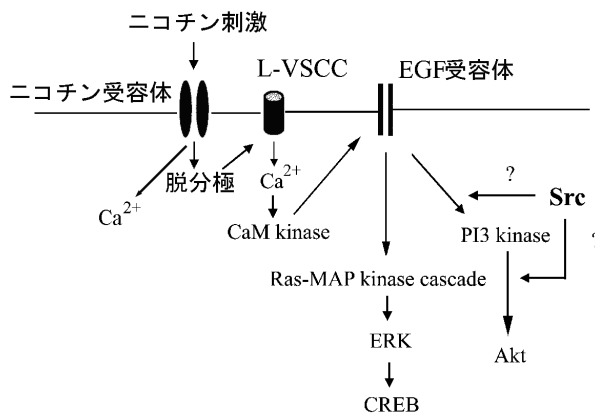 ニコチン刺激
L-VSCC
EGF受容体
ニコチン受容体
脱分極
Ca2+
Ca2+
CaM kinase
?
Src
PI3 kinase
?
Ras-MAP kinase cascade
ERK
Akt
CREB